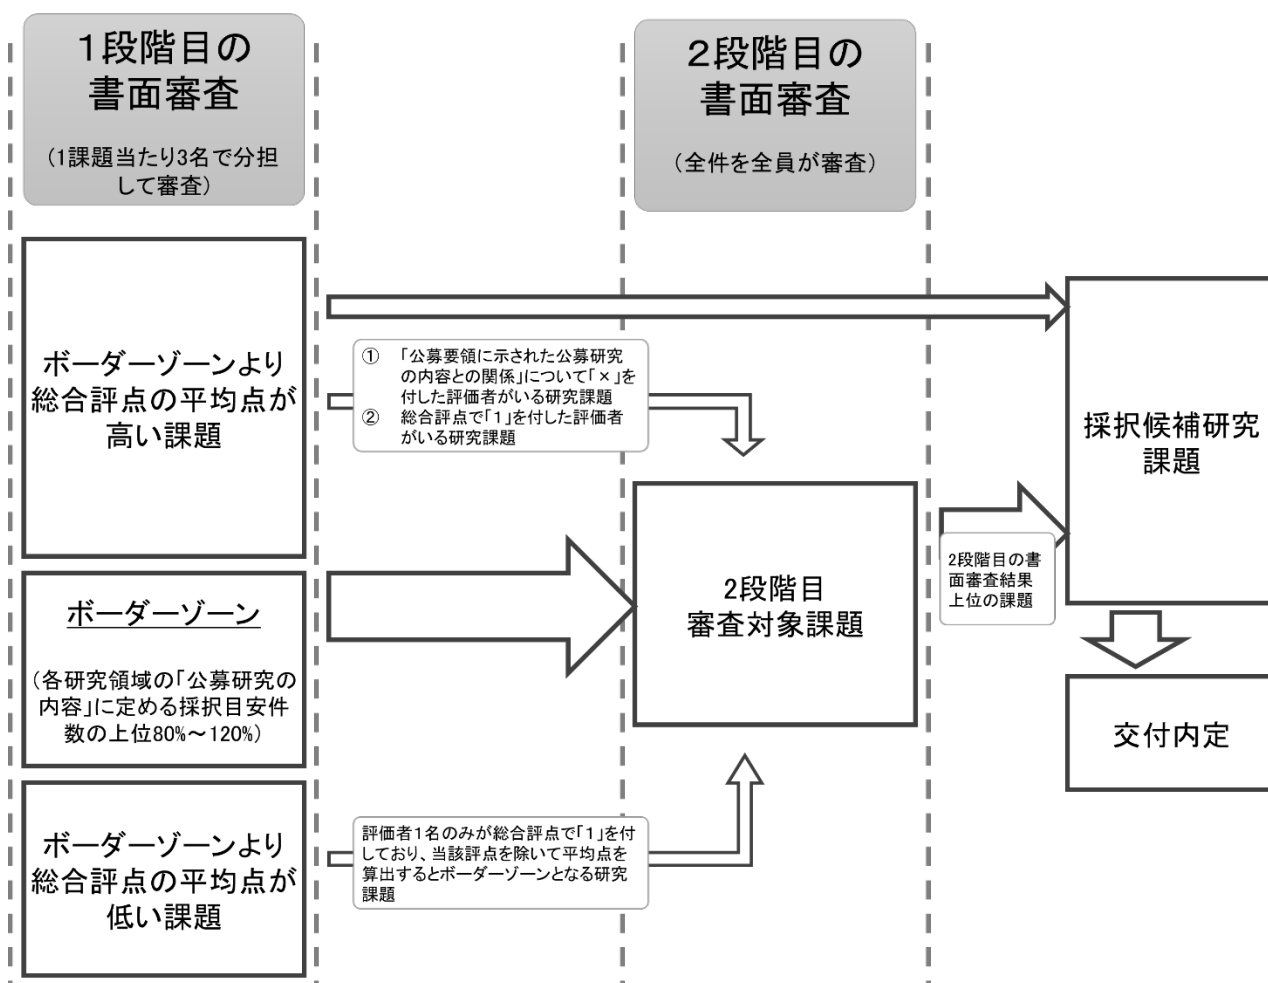 1段階目の
書面審査
（1課題当たり3名で分担
して審査）
２段階目の
書面審査
（全件を全員が審査）
ボーダーゾーンより
総合評点の平均点が
高い課題
① 「公募要領に示された公募研究
の内容との関係」について「×」を
付した評価者がいる研究課題
② 総合評点で「１」を付した評価者
がいる研究課題
採択候補研究
課題
ボーダーゾーン
（各研究領域の「公募研究の
内容」に定める採択目安件
数の上位80%～120%）
2段階目
審査対象課題
2段階目の書
面審査結果
上位の課題
交付内定
ボーダーゾーンより
総合評点の平均点が
低い課題
評価者１名のみが総合評点で「１」を付
しており、当該評点を除いて平均点を
算出するとボーダーゾーンとなる研究
課題